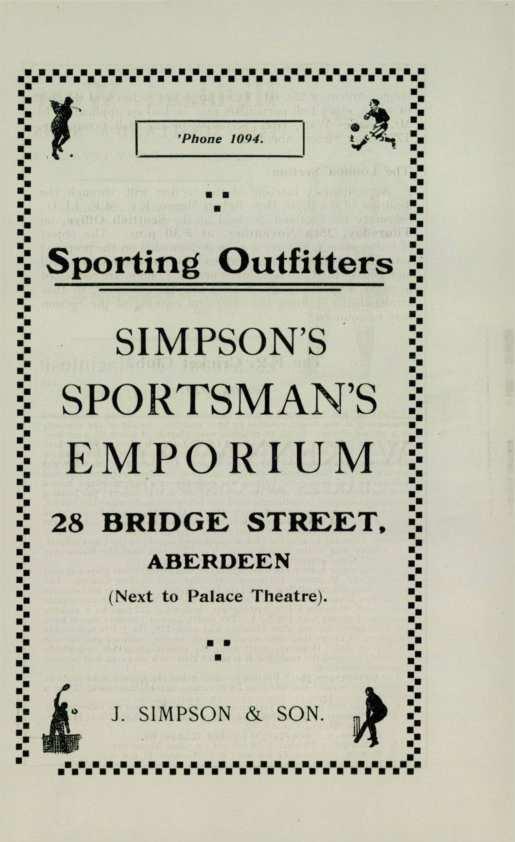 'Phone 1094.
Sporting Outfitters
SIMPSON'S
SPORTSMAN'S
EMPORIUM
28 BRIDGE STREET,
ABERDEEN
(Next to Palace Theatre).
J. SIMPSON & SON.